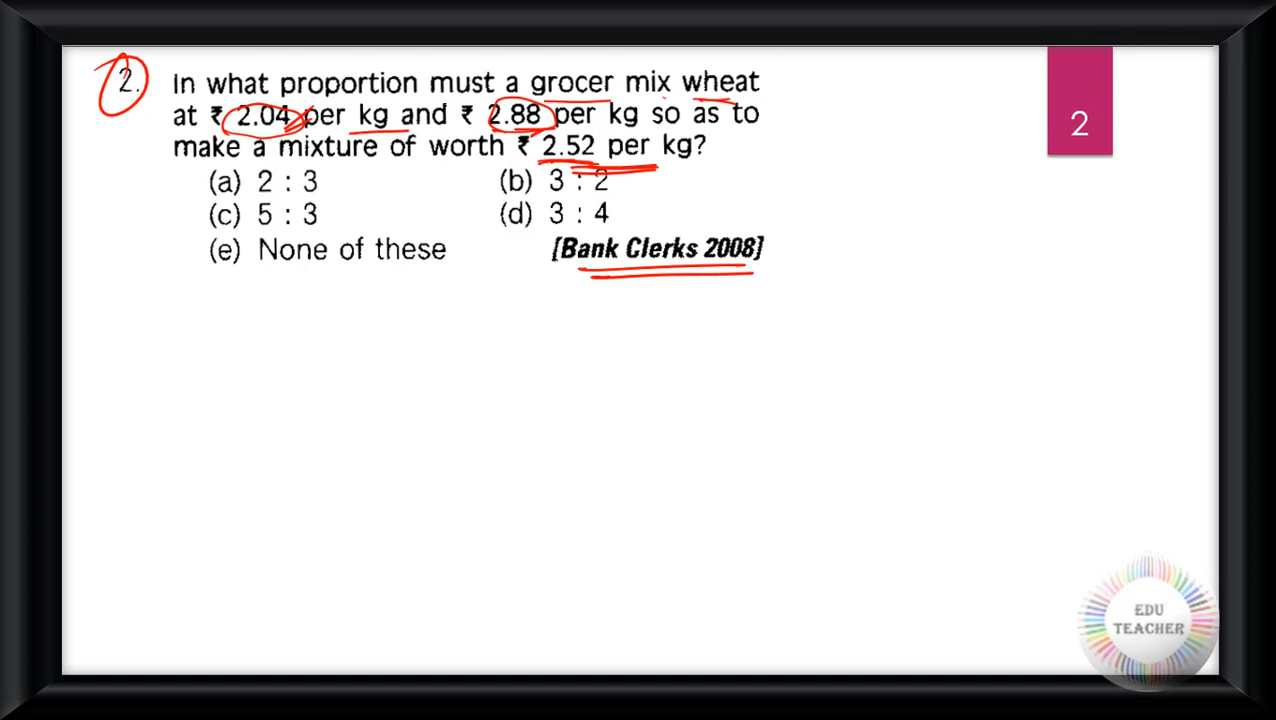 2. In what proportion must a grocer mix wheat
at ₹ 2.04 per kg and ₹ 2.88 per kg so as to
make a mixture of worth ₹ 2.52 per kg?
(a) 2 : 3 (b) 3 : 2
(c) 5 : 3 (d) 3 : 4
(e) None of these [Bank Clerks 2008]
2
EDU
TEACHER